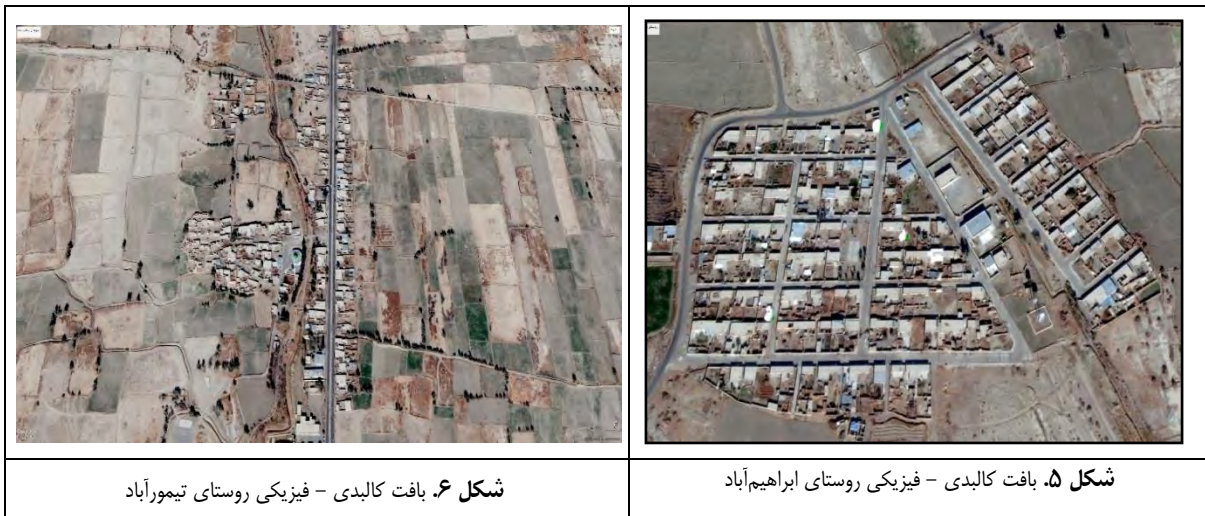 شکل ۵. بافت کالبدی - فیزیکی روستای ابراهیم‌آباد
شکل ۶. بافت کالبدی - فیزیکی روستای تیمورآباد